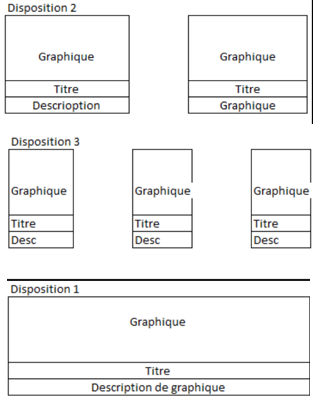 Disposition 2
Graphique Graphique
Titre Titre
Descrioption Graphique
Disposition 3
Graphique Graphique Graphique
Titre Titre Titre
Desc Desc Desc
Disposition 1
Graphique
Titre
Description de graphique